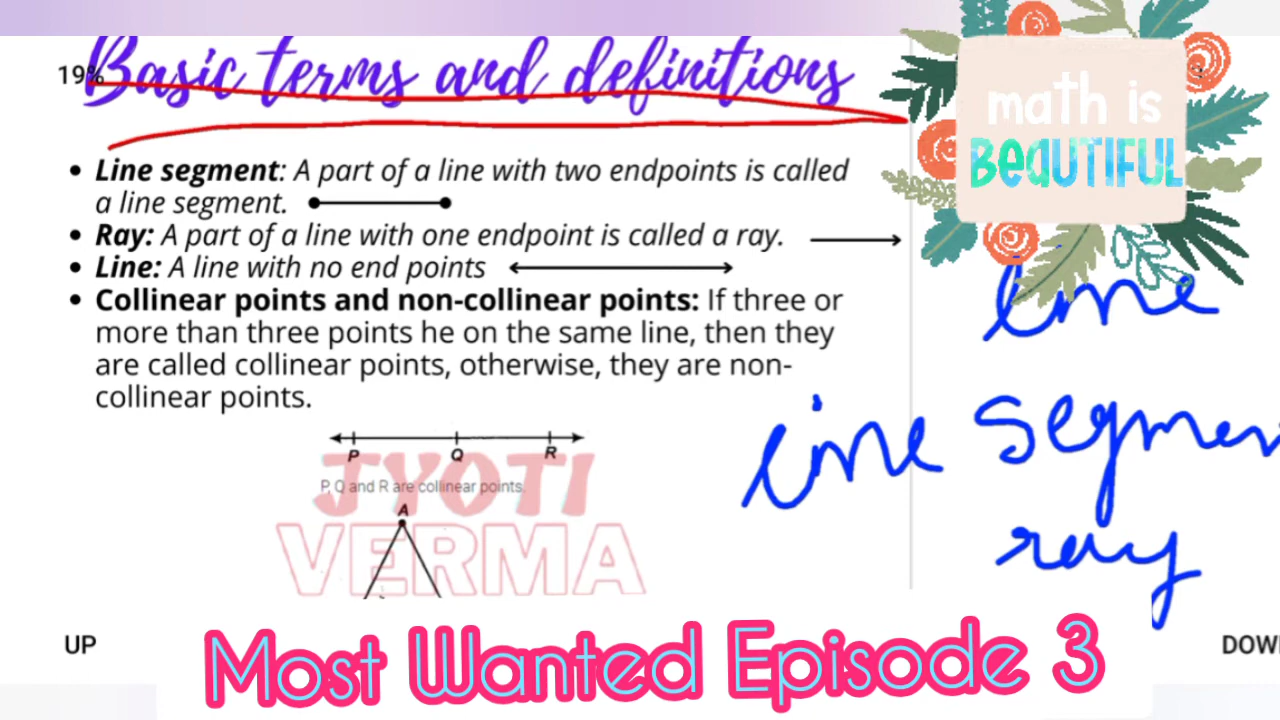 19%
Basic terms and definitions
math is
BEAUTIFUL
• Line segment: A part of a line with two endpoints is called
a line segment.
• Ray: A part of a line with one endpoint is called a ray.
• Line: A line with no end points
• Collinear points and non-collinear points: If three or
more than three points he on the same line, then they
are called collinear points, otherwise, they are non-
collinear points.
line
line segmen
ray
P Q R
P, Q and R are collinear points.
JYOTI
VERMA
A
UP
DOW
Most Wanted Episode 3